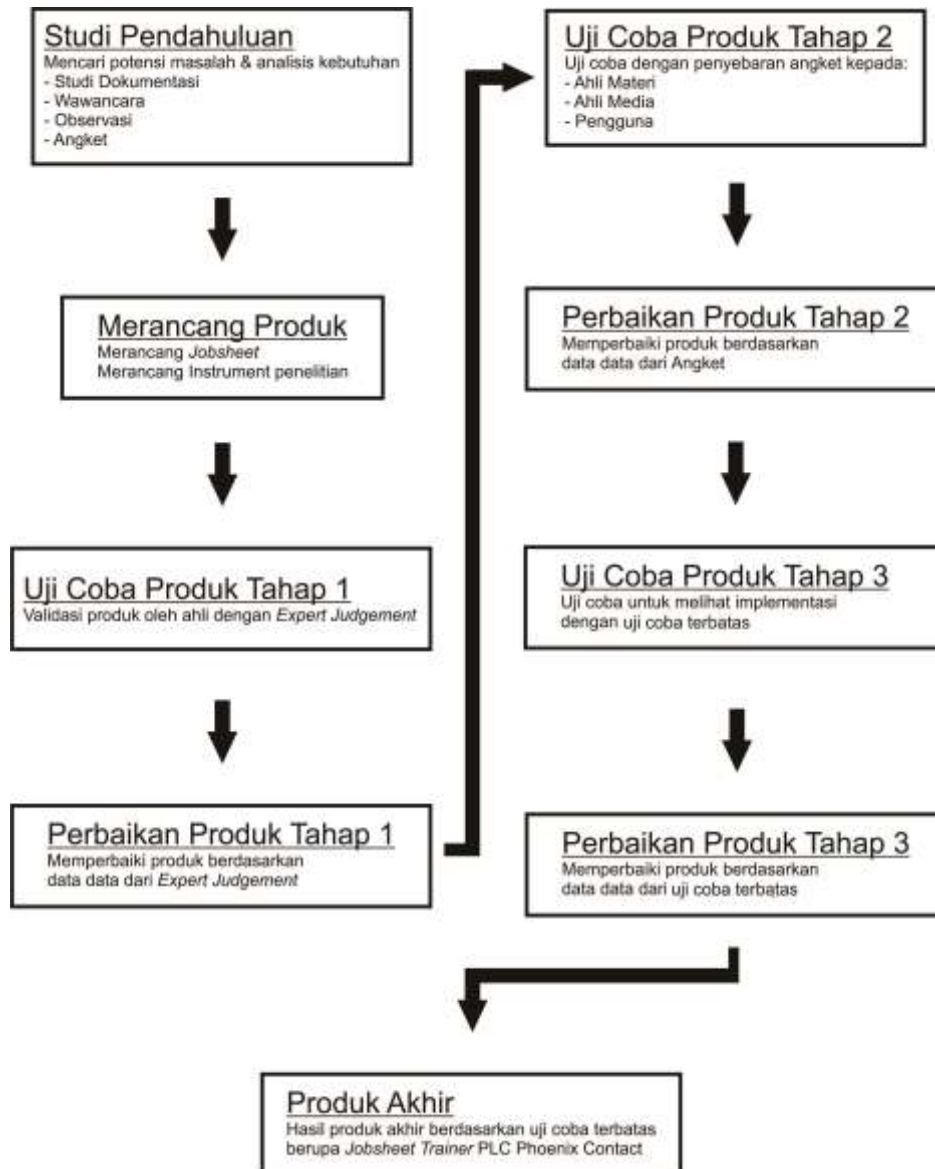 Studi Pendahuluan
Mencari potensi masalah & analisis kebutuhan
- Studi Dokumentasi
- Wawancara
- Observasi
- Angket
Merancang Produk
Merancang Jobsheet
Merancang Instrument penelitian
Uji Coba Produk Tahap 1
Validasi produk oleh ahli dengan Expert Judgement
Perbaikan Produk Tahap 1
Memperbaiki produk berdasarkan
data data dari Expert Judgement
Uji Coba Produk Tahap 2
Uji coba dengan penyebaran angket kepada:
- Ahli Materi
- Ahli Media
- Pengguna
Perbaikan Produk Tahap 2
Memperbaiki produk berdasarkan
data data dari Angket
Uji Coba Produk Tahap 3
Uji coba untuk melihat implementasi
dengan uji coba terbatas
Perbaikan Produk Tahap 3
Memperbaiki produk berdasarkan
data data dari uji coba terbatas
Produk Akhir
Hasil produk akhir berdasarkan uji coba terbatas
berupa Jobsheet Trainer PLC Phoenix Contact